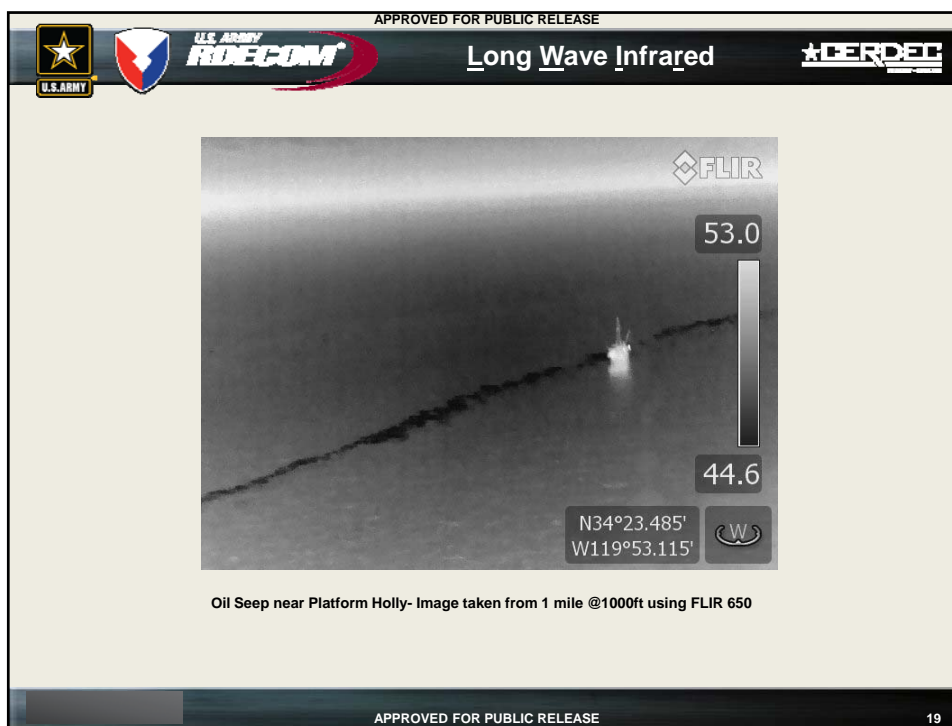 APPROVED FOR PUBLIC RELEASE
U.S. ARMY
RDECOM®
Long Wave Infrared
CERDEC
U.S.ARMY
FLIR
53.0
44.6
N34°23.485'
W119°53.115'
W
Oil Seep near Platform Holly- Image taken from 1 mile @1000ft using FLIR 650
APPROVED FOR PUBLIC RELEASE
19